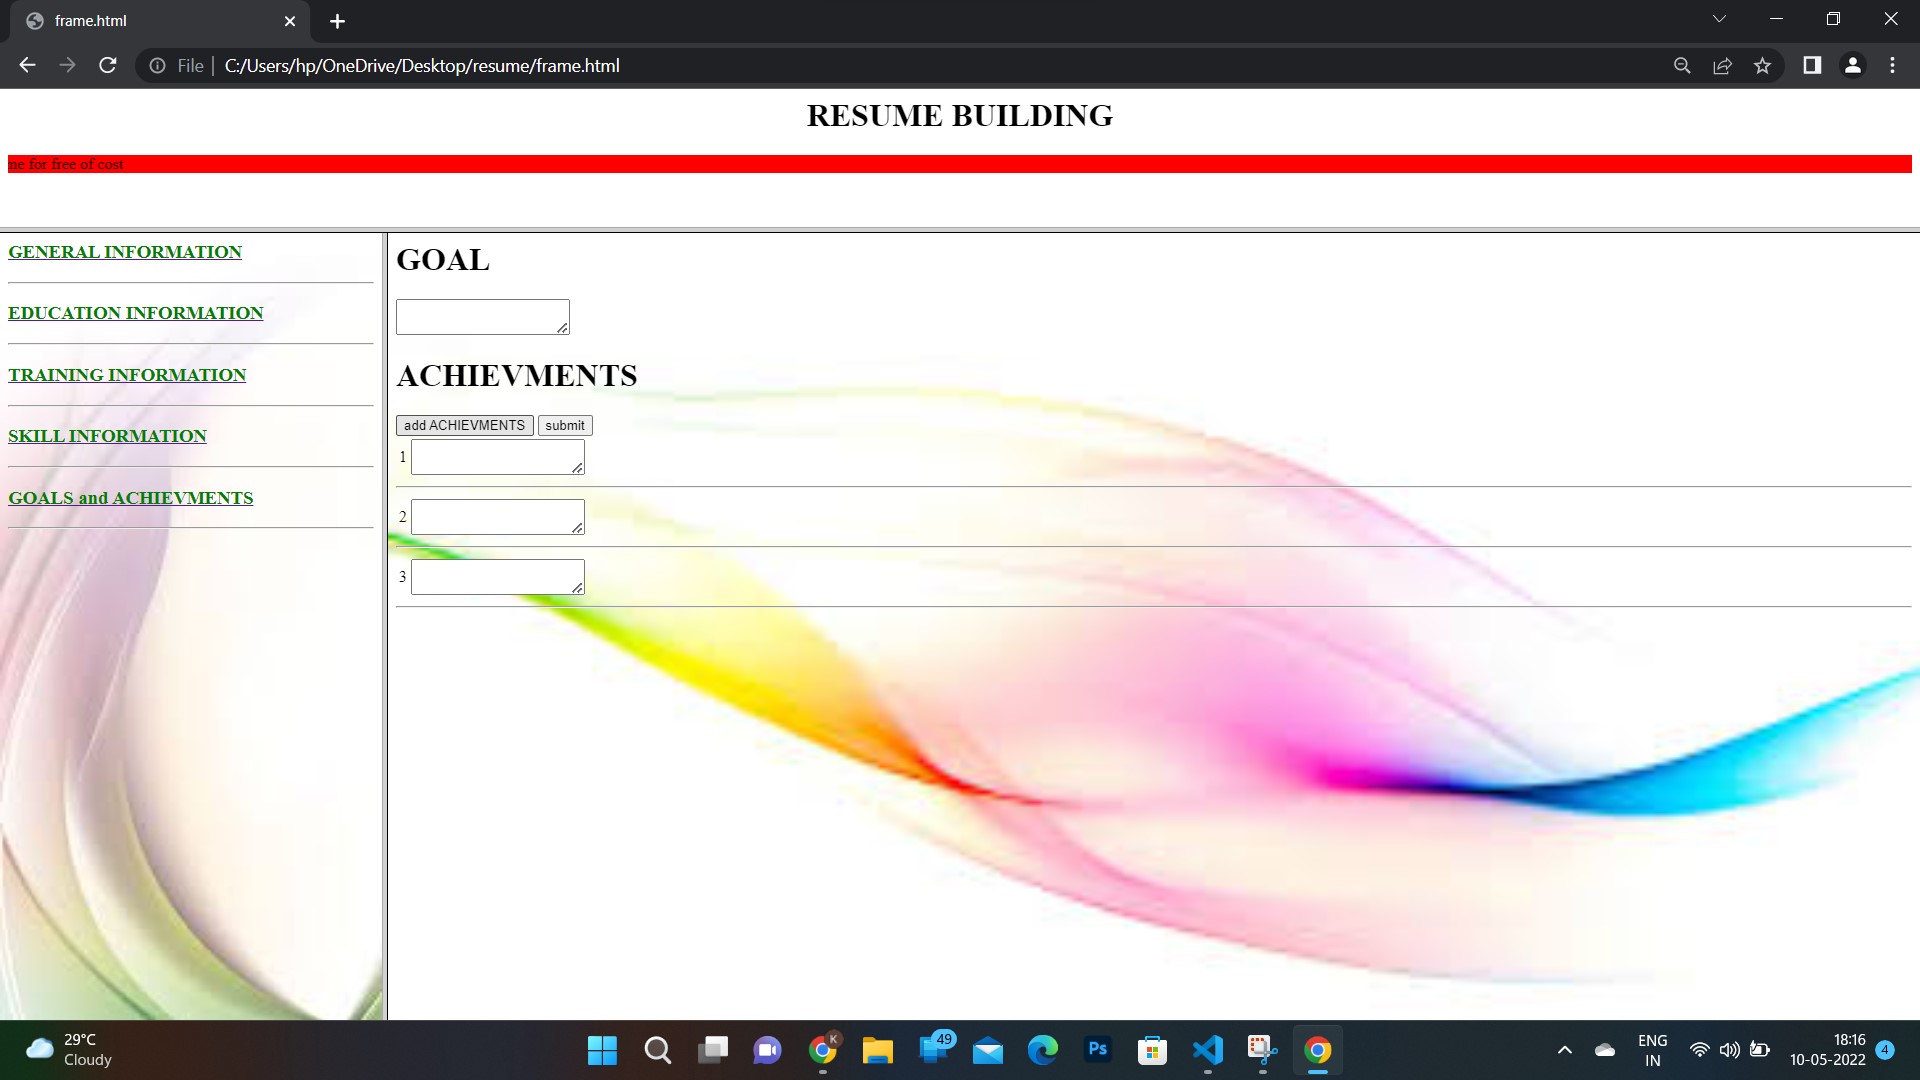 frame.html
File
C:/Users/hp/OneDrive/Desktop/resume/frame.html
RESUME BUILDING
me for free of cost
GENERAL INFORMATION
EDUCATION INFORMATION
TRAINING INFORMATION
SKILL INFORMATION
GOALS and ACHIEVMENTS
GOAL
ACHIEVMENTS
add ACHIEVMENTS submit
1
2
3
29°C
Cloudy
K
49
Ps
ENG
IN
18:16
10-05-2022
4